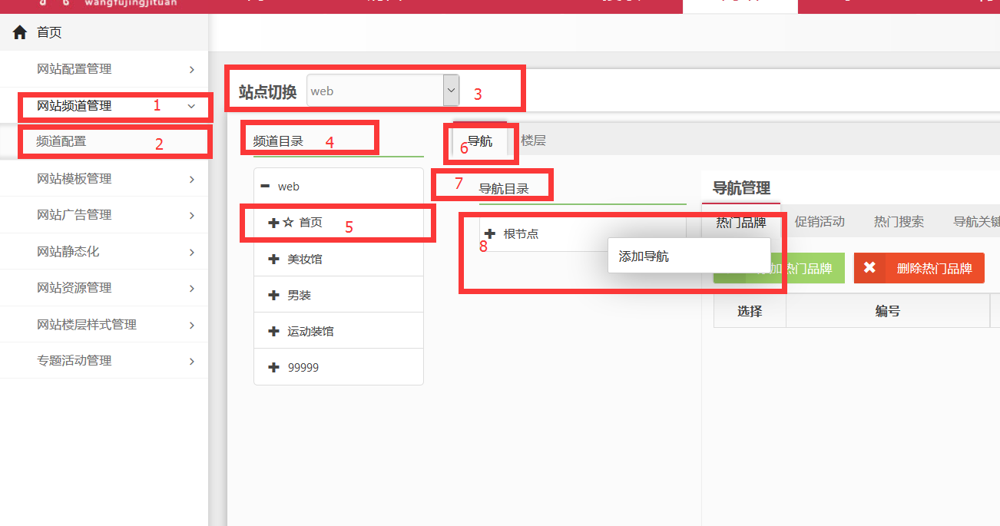 wangfujingjituan
首页
网站配置管理
网站频道管理 1
频道配置 2
网站模板管理
网站广告管理
网站静态化
网站资源管理
网站楼层样式管理
专题活动管理
站点切换 web 3
频道目录 4
web
首页 5
美妆馆
男装
运动装馆
99999
6 导航 楼层
7 导航目录
根节点
8
添加导航
导航管理
热门品牌 促销活动 热门搜索 导航关键
热门品牌 删除热门品牌
选择 编号